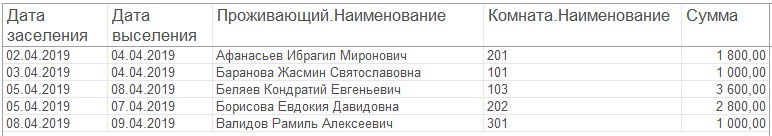 Дата заселения Дата выселения Проживающий.Наименование Комната.Наименование Сумма
02.04.2019 04.04.2019 Афанасьев Ибрагил Миронович 201 1 800,00
03.04.2019 04.04.2019 Баранова Жасмин Святославовна 101 1 000,00
05.04.2019 08.04.2019 Беляев Кондратий Евгеньевич 103 3 600,00
05.04.2019 07.04.2019 Борисова Евдокия Давидовна 202 2 800,00
08.04.2019 09.04.2019 Валидов Рамиль Алексеевич 301 1 000,00